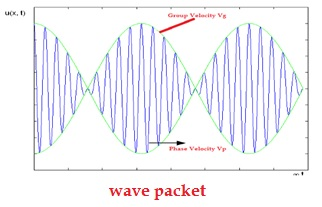 u(x, t)
Group Velocity Vg
Phase Velocity Vp
wave packet